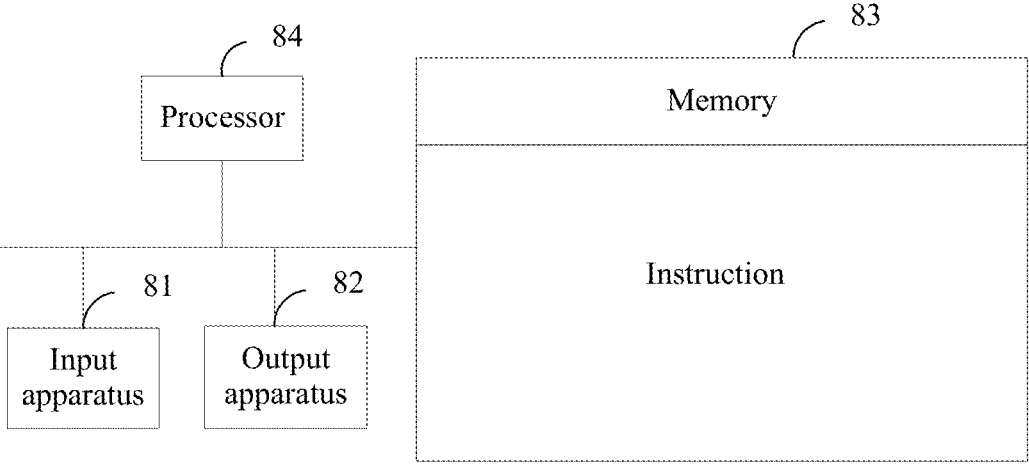 84
83
Processor
Memory
Instruction
81
82
Input
apparatus
Output
apparatus